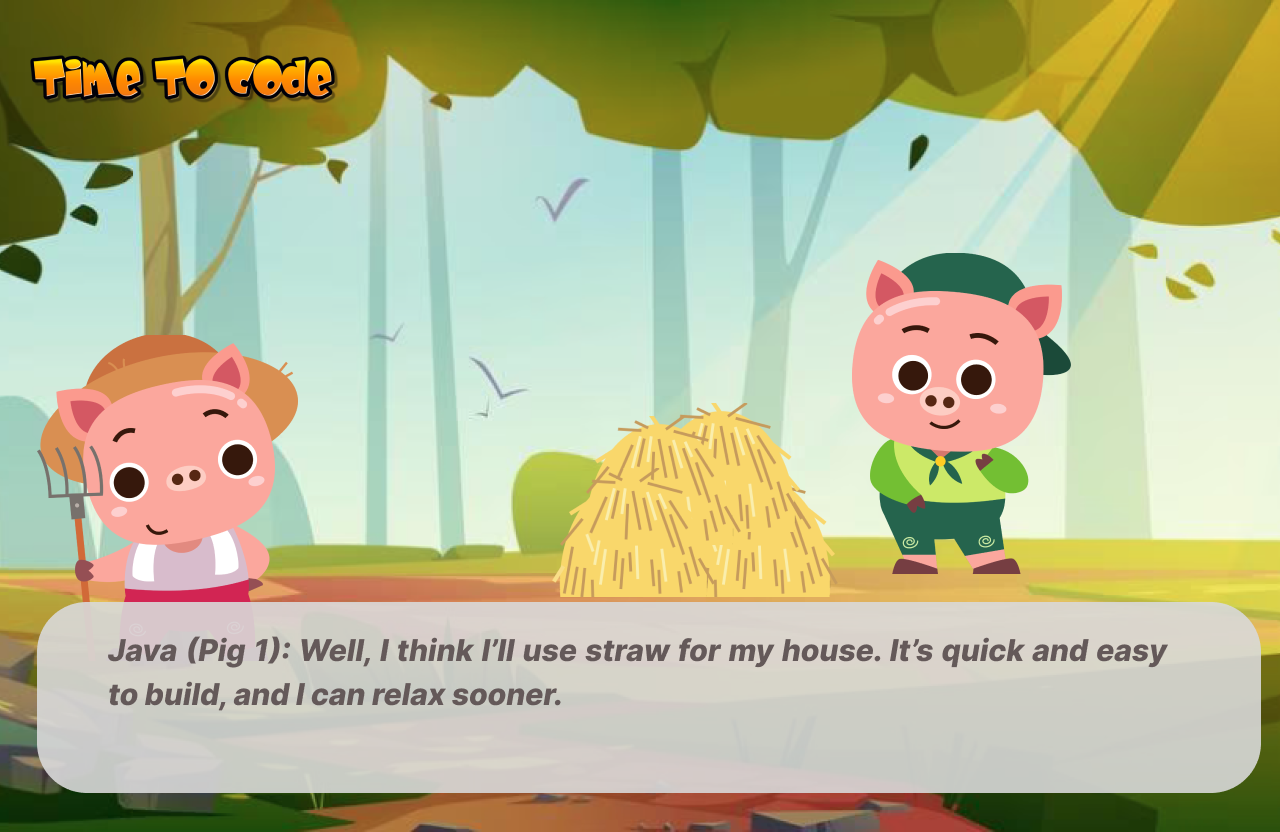 Time To Code
Java (Pig 1): Well, I think I’ll use straw for my house. It’s quick and easy
to build, and I can relax sooner.